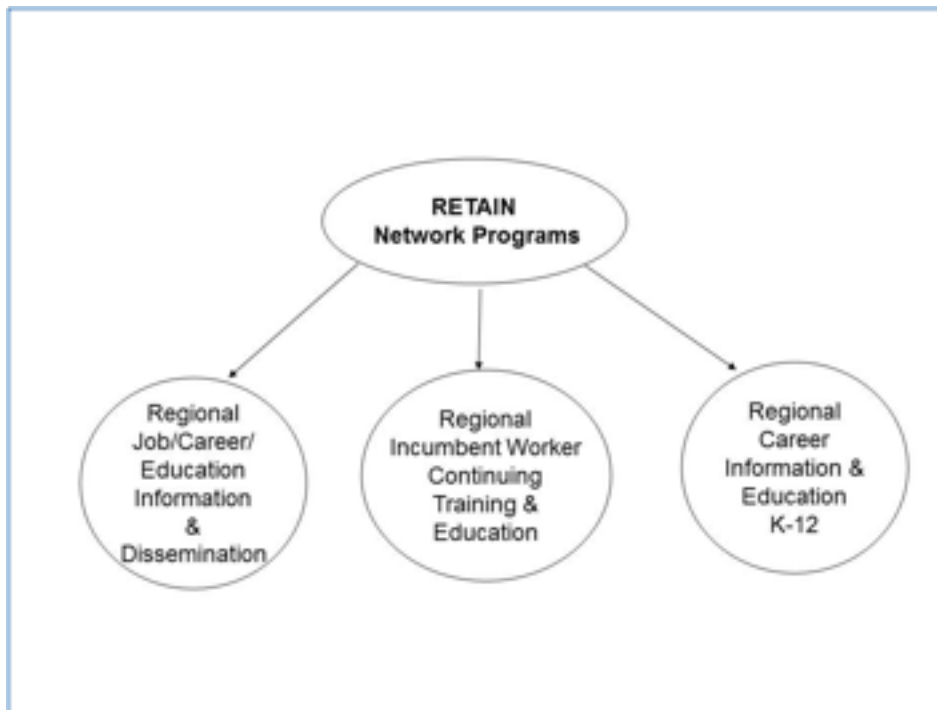 RETAIN
Network Programs
Regional
Job/Career/
Education
Information
&
Dissemination
Regional
Incumbent Worker
Continuing
Training &
Education
Regional
Career
Information &
Education
K-12